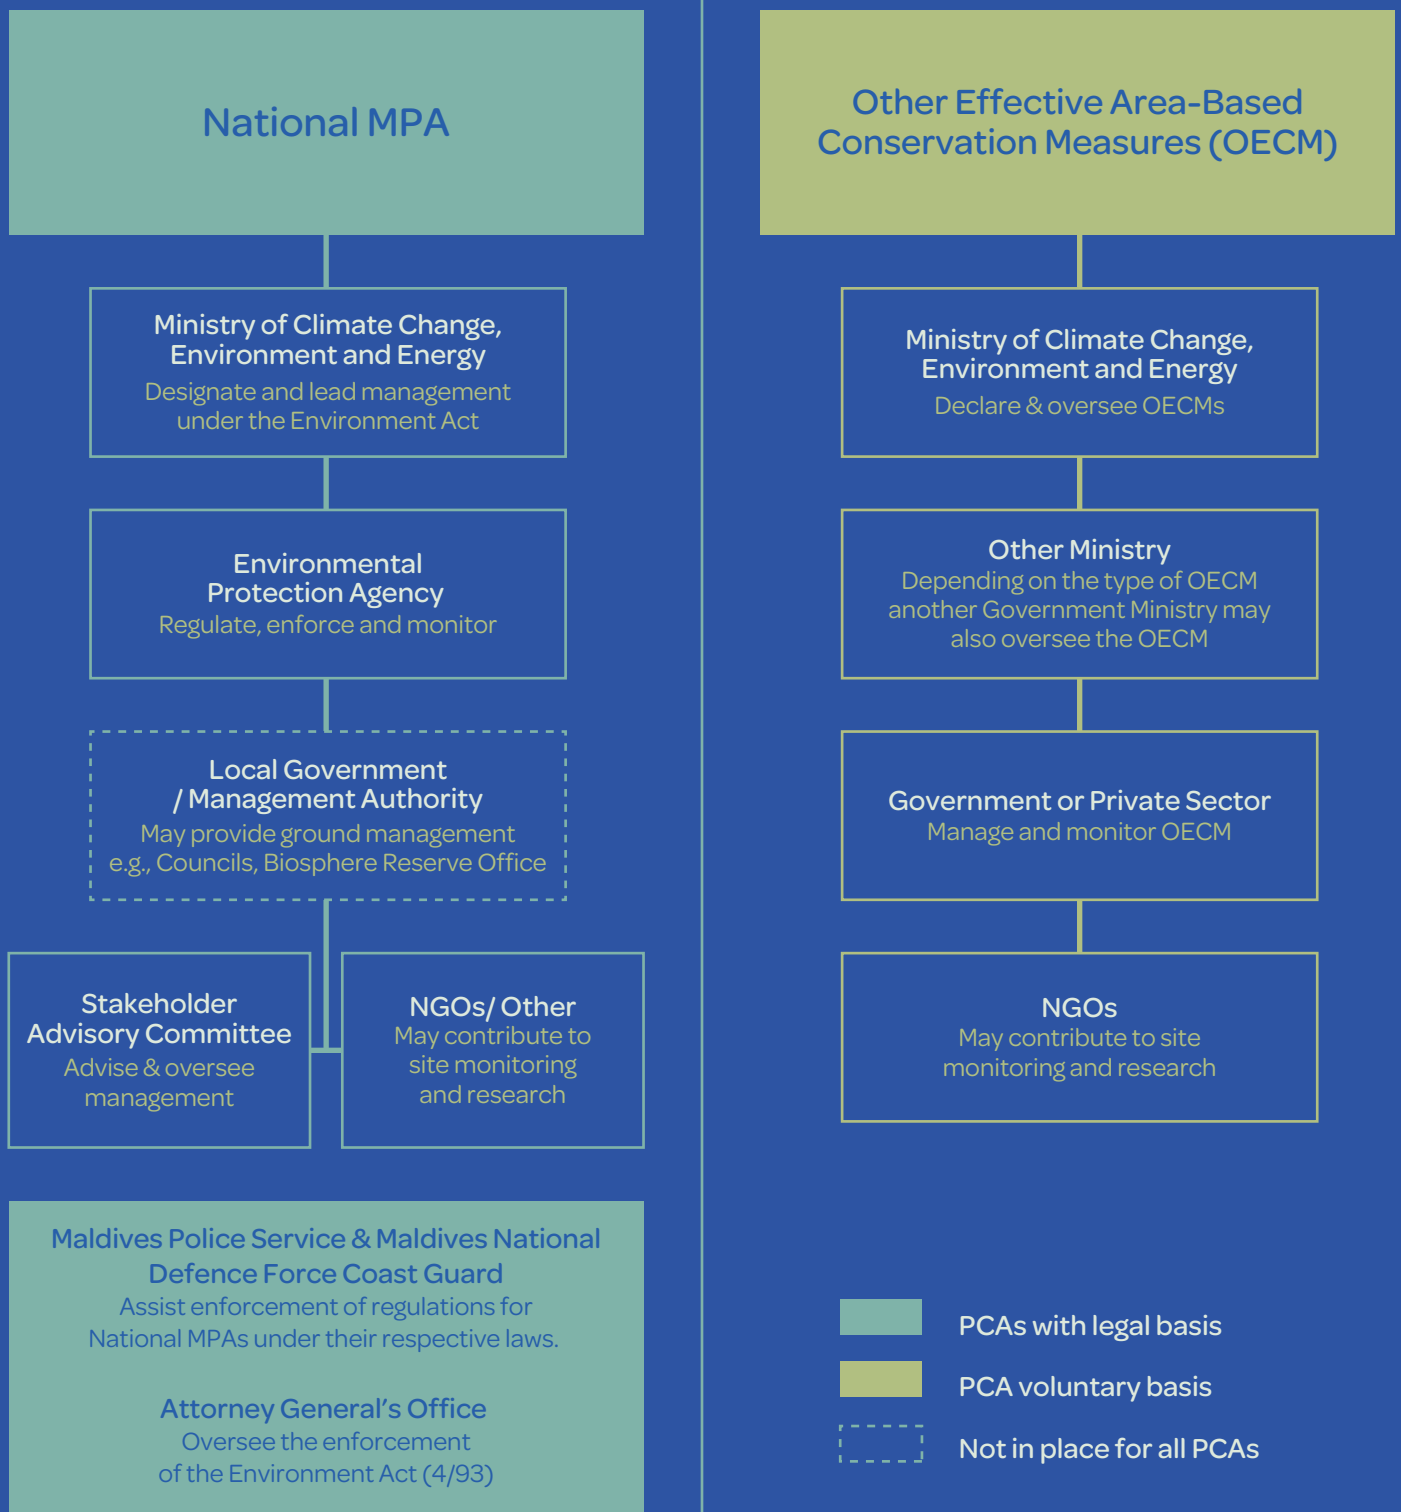 National MPA
Ministry of Climate Change,
Environment and Energy
Designate and lead management
under the Environment Act
Environmental
Protection Agency
Regulate, enforce and monitor
Local Government
/ Management Authority
May provide ground management
e.g., Councils, Biosphere Reserve Office
Stakeholder
Advisory Committee
Advise & oversee
management
NGOs/ Other
May contribute to
site monitoring
and research
Maldives Police Service & Maldives National
Defence Force Coast Guard
Assist enforcement of regulations for
National MPAs under their respective laws.
Attorney General’s Office
Oversee the enforcement
of the Environment Act (4/93)
Other Effective Area-Based
Conservation Measures (OECM)
Ministry of Climate Change,
Environment and Energy
Declare & oversee OECMs
Other Ministry
Depending on the type of OECM
another Government Ministry may
also oversee the OECM
Government or Private Sector
Manage and monitor OECM
NGOs
May contribute to site
monitoring and research
PCAs with legal basis
PCA voluntary basis
Not in place for all PCAs